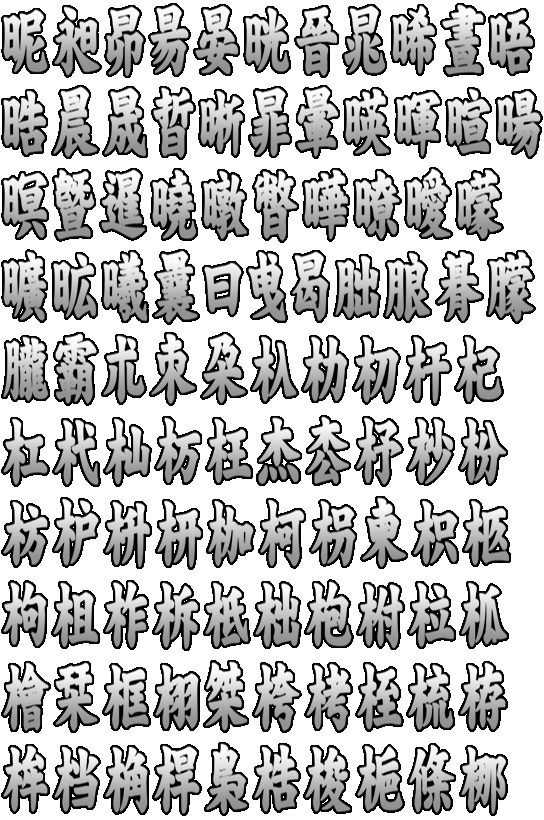 昵昶昴昜晏晄晉晁晞晝晤
晧晨晟晢晰暃暈暎暉暄暘
暝曁暹曉暾暼曄暸曖曚
曠昿曦曩曰曵曷朏朖朞朦
朧霸朮朿朶杁朸朷杆杞
杠杙杣杤枉杰枩杼杪枌
枋枦枡枅枷柯枴柬枳柩
枸柤柞柝柢柮枹柎柆柧
檜栞框栩桀桍栲桎梳栫
桙档桷桿梟梏梭梔條梛